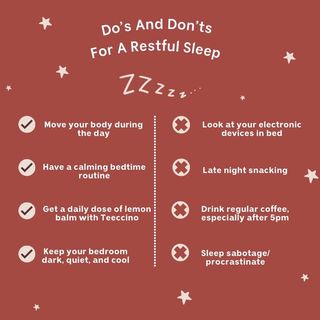 Do's And Don'ts
For A Restful Sleep
ZZZzz...
Move your body during
the day
Have a calming bedtime
routine
Get a daily dose of lemon
balm with Teeccino
Keep your bedroom
dark, quiet, and cool
Look at your electronic
devices in bed
Late night snacking
Drink regular coffee,
especially after 5pm
Sleep sabotage/
procrastinate